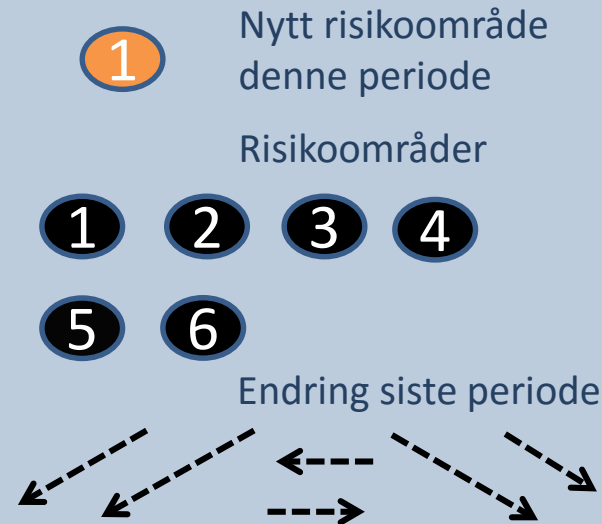 1
Nytt risikoområde
denne periode
Risikoområder
1 2 3 4
5 6
Endring siste periode